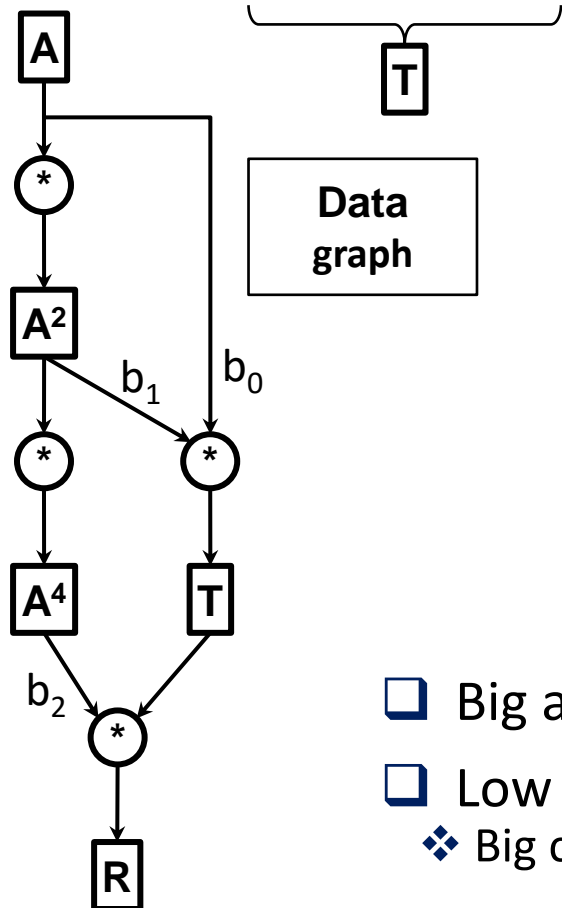 A
T
*
Data
graph
A²
b₁
b₀
*
*
A⁴
T
b₂
*
R
Big
Low
Big